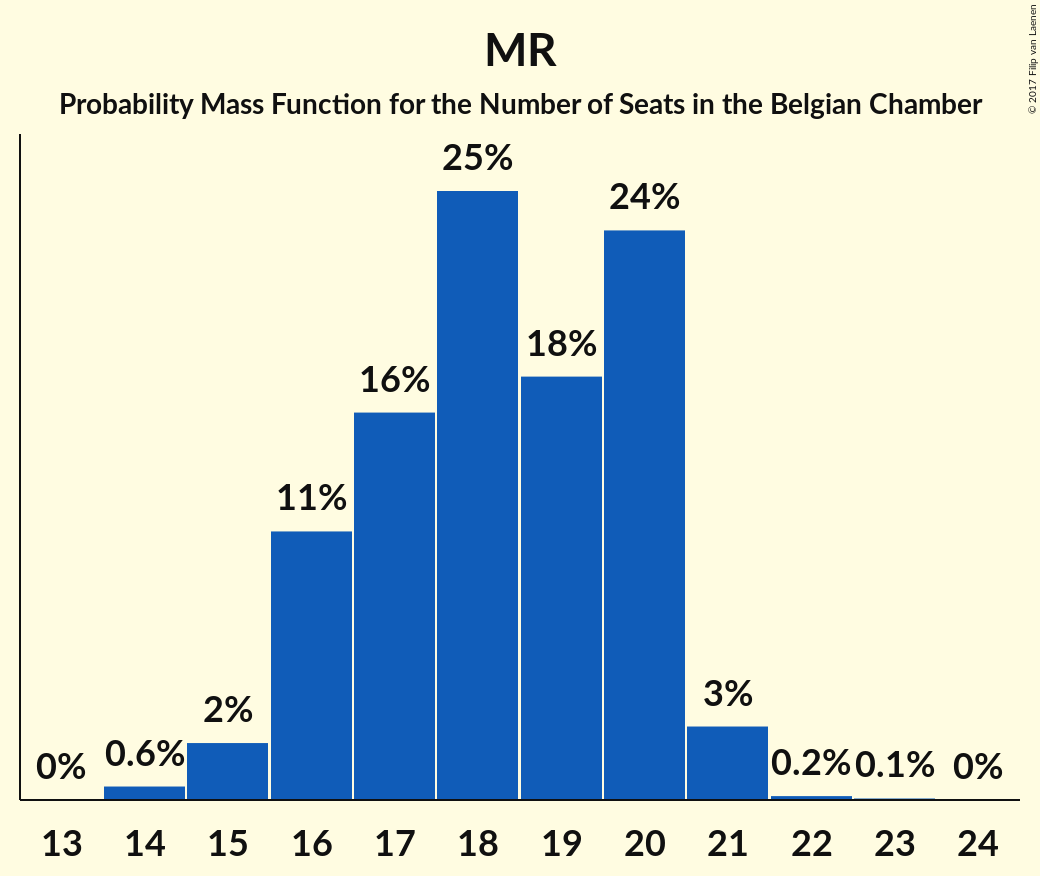 MR
Probability Mass Function for the Number of Seats in the Belgian Chamber
© 2017 Filip van Laenen
0% 0.6% 2% 11% 16% 25% 18% 24% 3% 0.2% 0.1% 0%
13 14 15 16 17 18 19 20 21 22 23 24